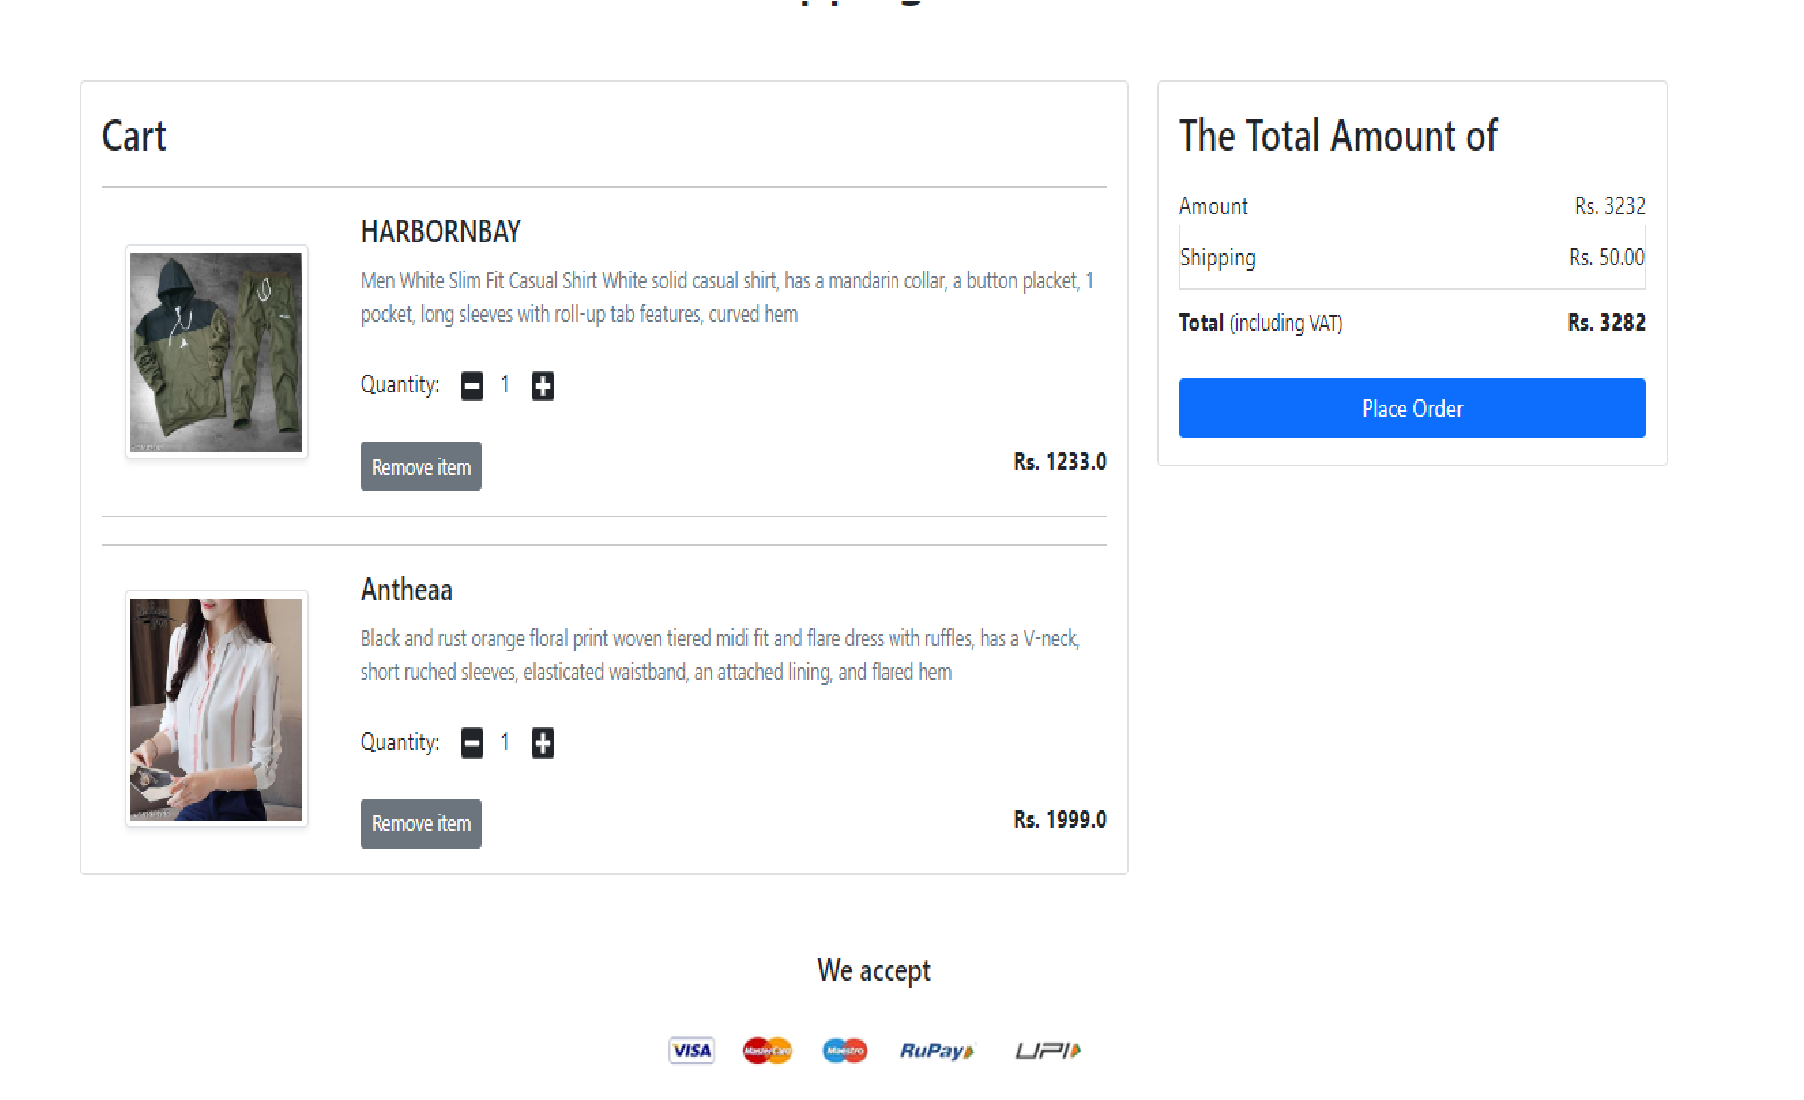 Cart
HARBORNBAY
Men White Slim Fit Casual Shirt White solid casual shirt, has a mandarin collar, a button placket, 1
pocket, long sleeves with roll-up tab features, curved hem
Quantity: 1
Remove item
Rs. 1233.0
Antheaa
Black and rust orange floral print woven tiered midi fit and flare dress with ruffles, has a V-neck,
short ruched sleeves, elasticated waistband, an attached lining, and flared hem
Quantity: 1
Remove item
Rs. 1999.0
The Total Amount of
Amount Rs. 3232
Shipping Rs. 50.00
Total (including VAT) Rs. 3282
Place Order
We accept
VISA MasterCard Maestro RuPay UPI